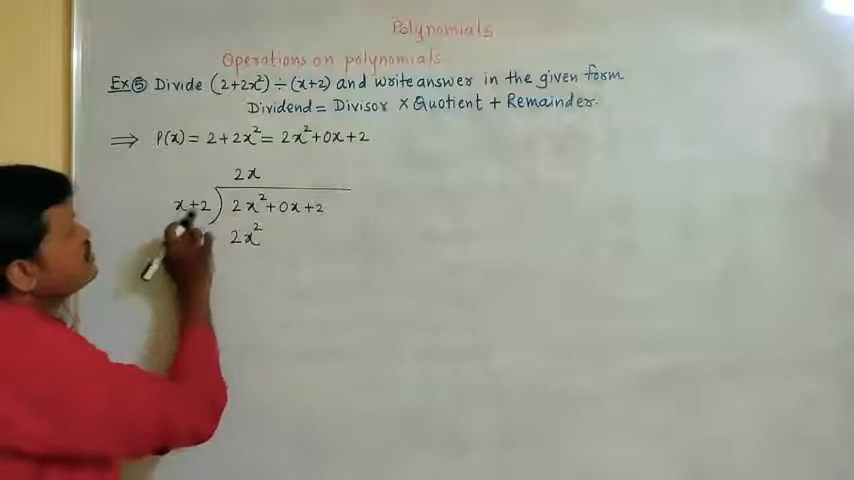 Polynomials
Operations on polynomials
Ex⑤ Divide (2+2x²) ÷ (x+2) and write answer in the given form
Dividend = Divisor × Quotient + Remainder.
⟹ P(x) = 2+2x² = 2x²+0x+2
2x
x+2 ) 2x²+0x+2
2x²